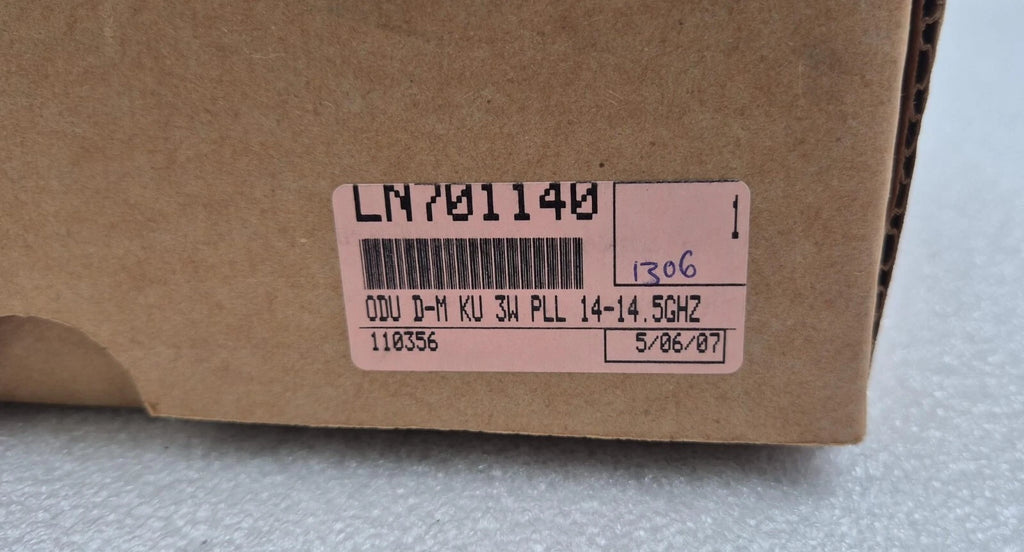 LN701140
1
1306
ODU D-M KU 3W PLL 14-14.5GHZ
110356
5/06/07